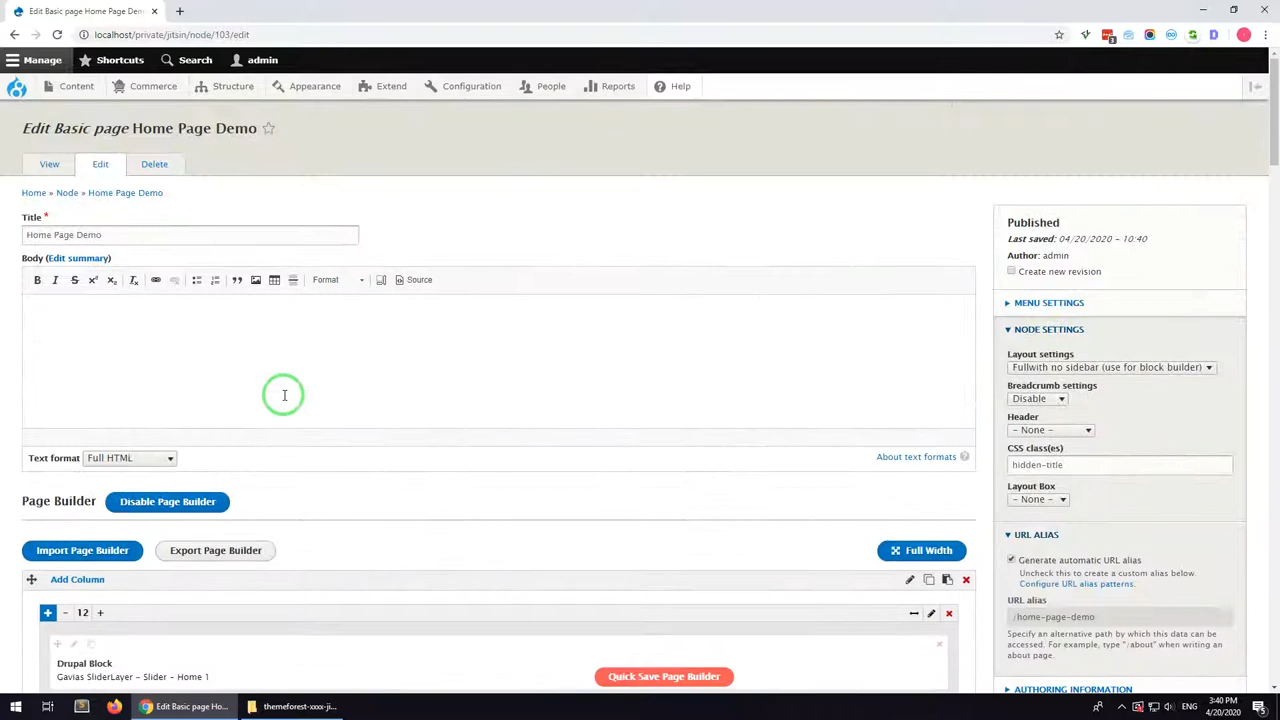 Edit Basic page Home Page Dem
localhost/private/jitsin/node/103/edit
3
Manage Shortcuts Search admin
Content Commerce Structure Appearance Extend Configuration People Reports Help
Edit Basic page Home Page Demo
View Edit Delete
Home » Node » Home Page Demo
Title *
Home Page Demo
Body (Edit summary)
Format Source
Text format Full HTML
About text formats
Page Builder Disable Page Builder
Import Page Builder Export Page Builder Full Width
Add Column
12
Drupal Block
Gavias SliderLayer - Slider - Home 1
Quick Save Page Builder
Published
Last saved: 04/20/2020 - 10:40
Author: admin
Create new revision
MENU SETTINGS
NODE SETTINGS
Layout settings
Fullwith no sidebar (use for block builder)
Breadcrumb settings
Disable
Header
- None -
CSS class(es)
hidden-title
Layout Box
- None -
URL ALIAS
Generate automatic URL alias
Uncheck this to create a custom alias below.
Configure URL alias patterns.
URL alias
/home-page-demo
Specify an alternative path by which this data can be
accessed. For example, type "/about" when writing an
about page.
AUTHORING INFORMATION
Edit Basic page Ho...
themeforest-xxxx-ji...
ENG
3:40 PM
4/20/2020
5